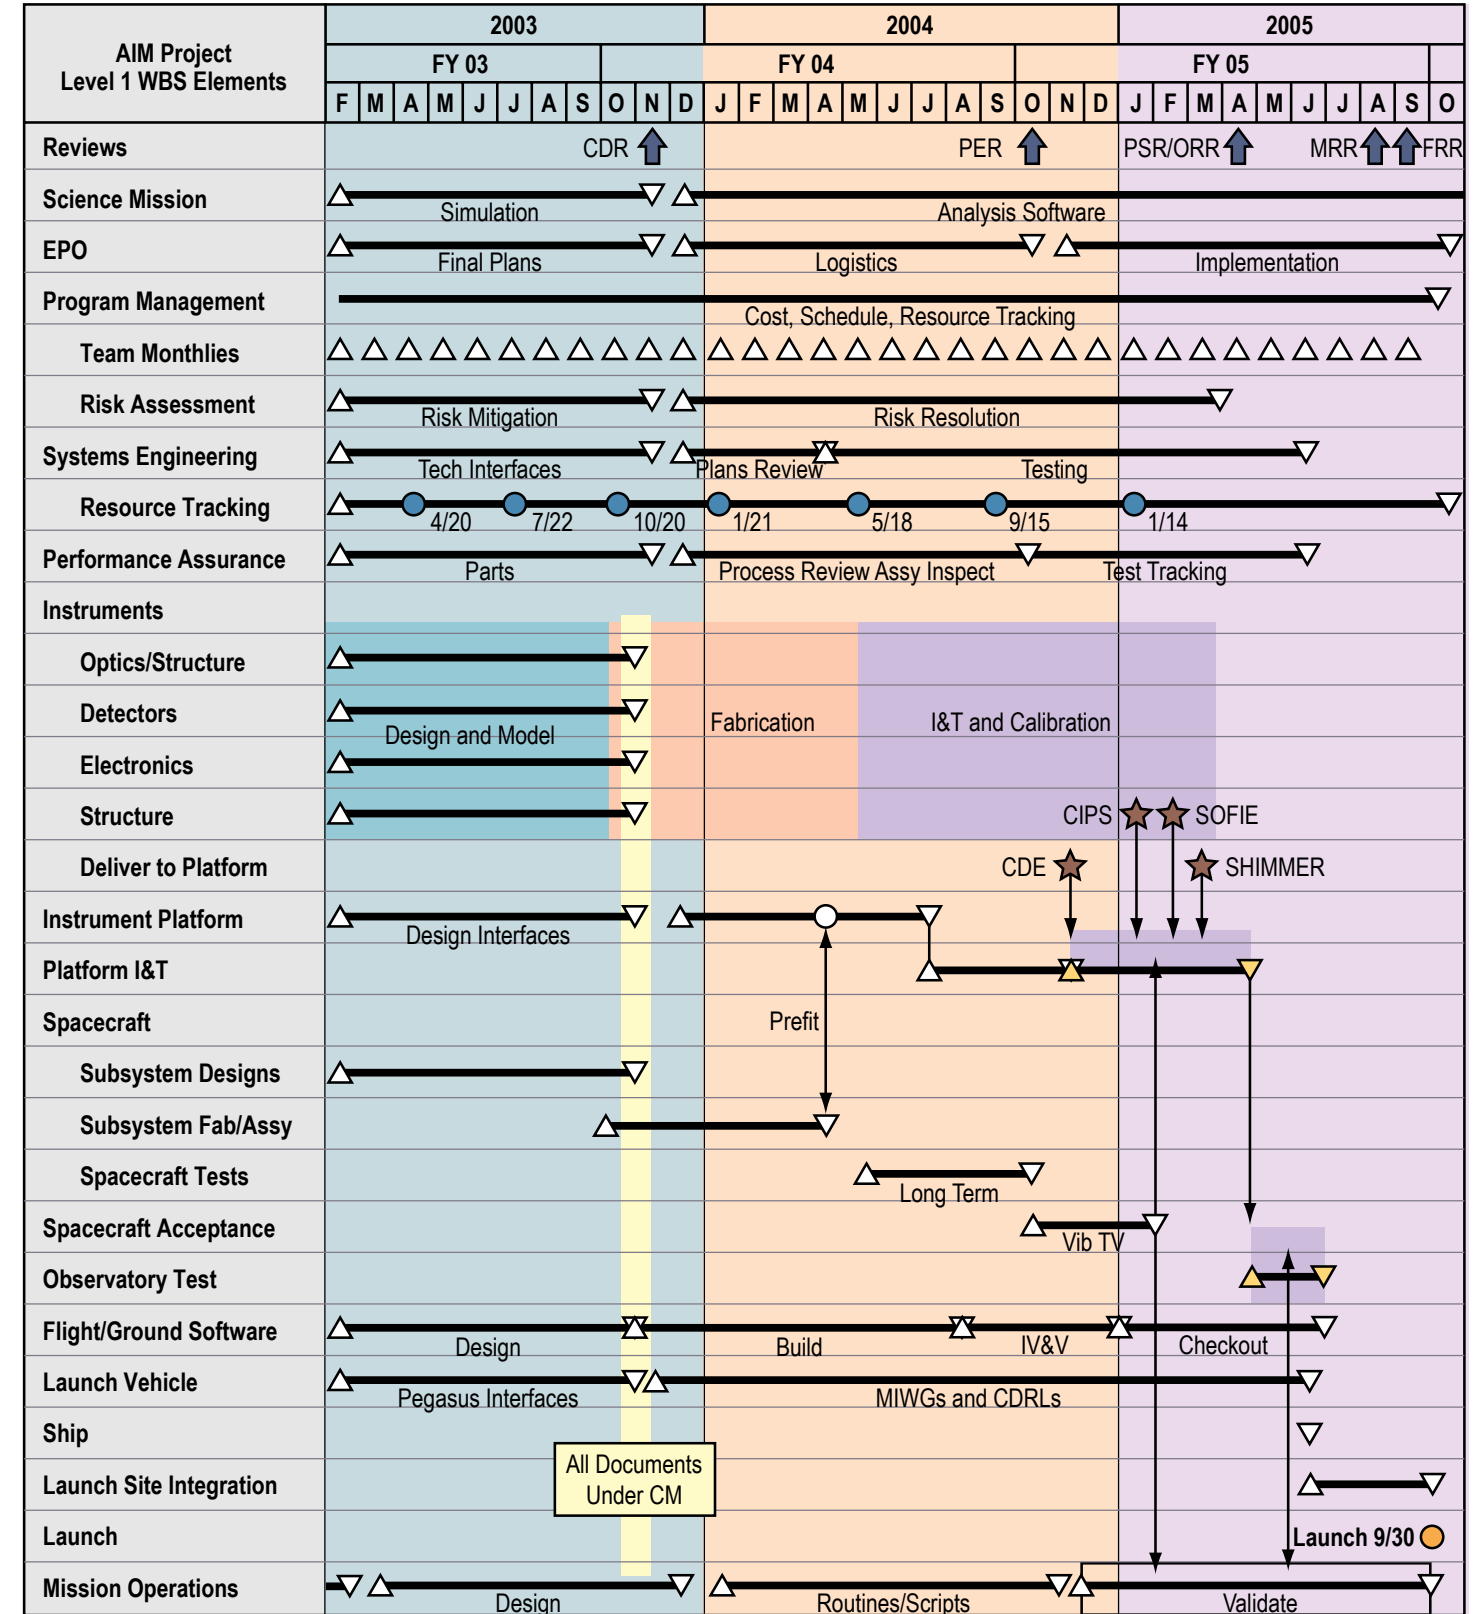 AIM Project
Level 1 WBS Elements
2003 2004 2005
FY 03 FY 04 FY 05
F M A M J J A S O N D J F M A M J J A S O N D J F M A M J J A S O
Reviews CDR PER PSR/ORR MRR FRR
Science Mission
Simulation Analysis Software
EPO
Final Plans Logistics Implementation
Program Management
Cost, Schedule, Resource Tracking
Team Monthlies
Risk Assessment
Risk Mitigation Risk Resolution
Systems Engineering
Tech Interfaces Plans Review Testing
Resource Tracking
4/20 7/22 10/20 1/21 5/18 9/15 1/14
Performance Assurance
Parts Process Review Assy Inspect Test Tracking
Instruments
Optics/Structure
Detectors
Fabrication I&T and Calibration
Design and Model
Electronics
Structure CIPS SOFIE
Deliver to Platform CDE SHIMMER
Instrument Platform
Design Interfaces
Platform I&T
Spacecraft Prefit
Subsystem Designs
Subsystem Fab/Assy
Spacecraft Tests
Long Term
Spacecraft Acceptance
Vib TV
Observatory Test
Flight/Ground Software
Design Build IV&V Checkout
Launch Vehicle
Pegasus Interfaces MIWGs and CDRLs
Ship
All Documents
Under CM
Launch Site Integration
Launch Launch 9/30
Mission Operations
Design Routines/Scripts Validate